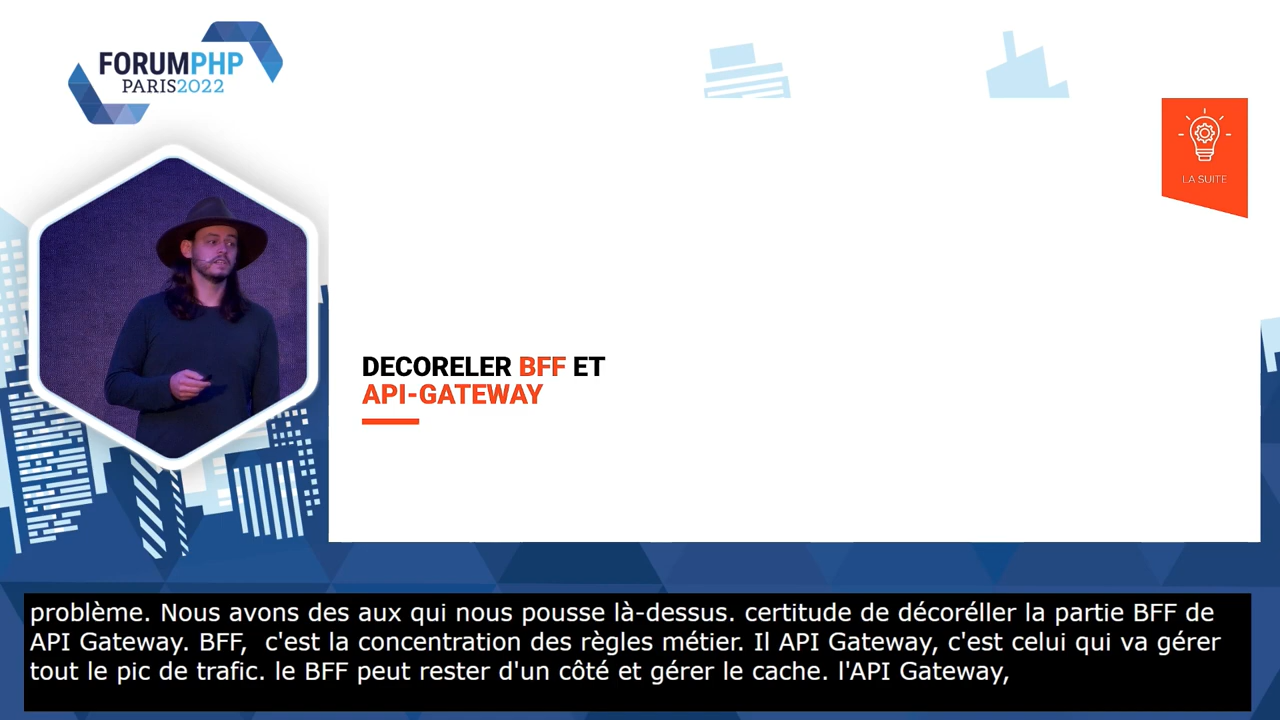 FORUMPHP
PARIS2022
LA SUITE
DECORELER BFF ET
API-GATEWAY
problème. Nous avons des aux qui nous pousse là-dessus. certitude de décoréller la partie BFF de
API Gateway. BFF,  c'est la concentration des règles métier. Il API Gateway, c'est celui qui va gérer
tout le pic de trafic. le BFF peut rester d'un côté et gérer le cache. l'API Gateway,